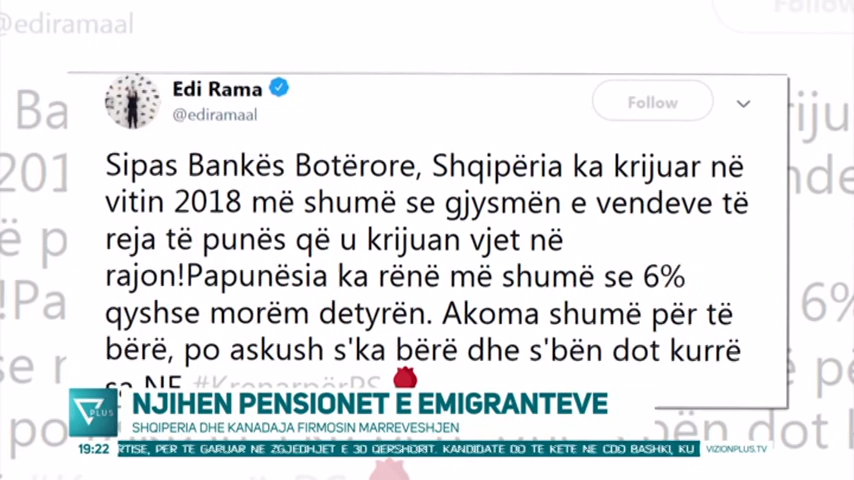 @ediramaal
Follow
Edi Rama
@ediramaal
Follow
Sipas Bankës Botërore, Shqipëria ka krijuar në
vitin 2018 më shumë se gjysmën e vendeve të
reja të punës që u krijuan vjet në
rajon!Papunësia ka rënë më shumë se 6%
qyshse morëm detyrën. Akoma shumë për të
bërë, po askush s'ka bërë dhe s'bën dot kurrë
sa NE #KrenarpërPS
PLUS
NJIHEN PENSIONET E EMIGRANTEVE
SHQIPERIA DHE KANADAJA FIRMOSIN MARREVESHJEN
19:22
RTISE, PER TE GARUAR NE ZGJEDHJET E 30 QERSHORIT. KANDIDATE DO TE KETE NE CDO BASHKI, KU
VIZIONPLUS.TV